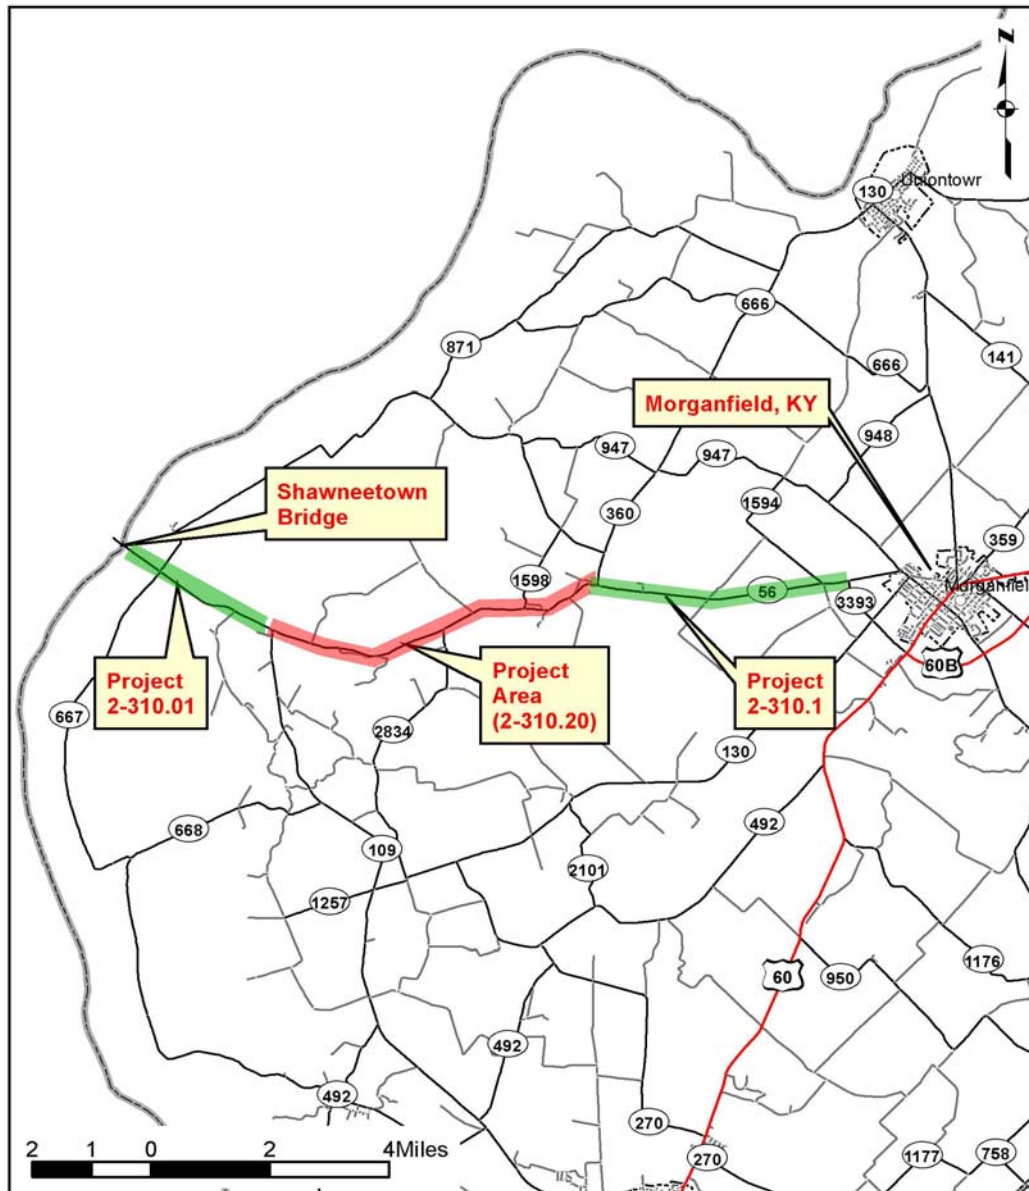 N
130
Uniontowr
666
871
666
141
Morganfield, KY
948
947
947
Shawneetown
Bridge
360
1594
359
1598
56
3393
Morganfiel
60B
Project
2-310.01
Project
Area
(2-310.20)
Project
2-310.1
667
2834
130
668
109
492
2101
1257
1176
60
950
492
492
270
270
1177
758
2 1 0 2 4Miles